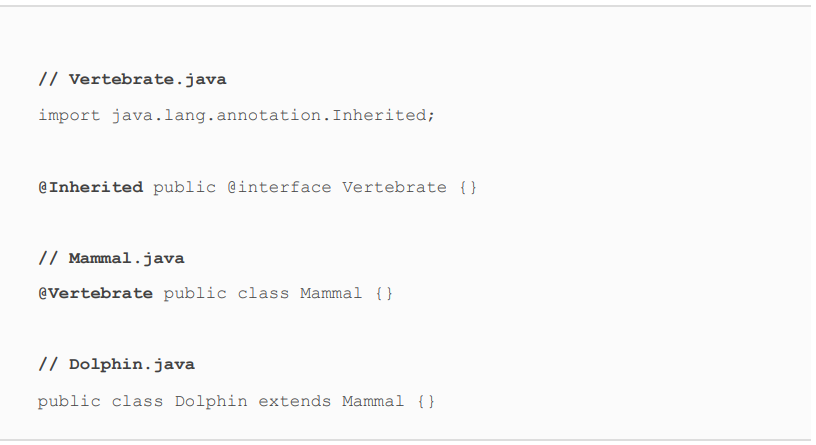 // Vertebrate.java
import java.lang.annotation.Inherited;
@Inherited public @interface Vertebrate {}
// Mammal.java
@Vertebrate public class Mammal {}
// Dolphin.java
public class Dolphin extends Mammal {}